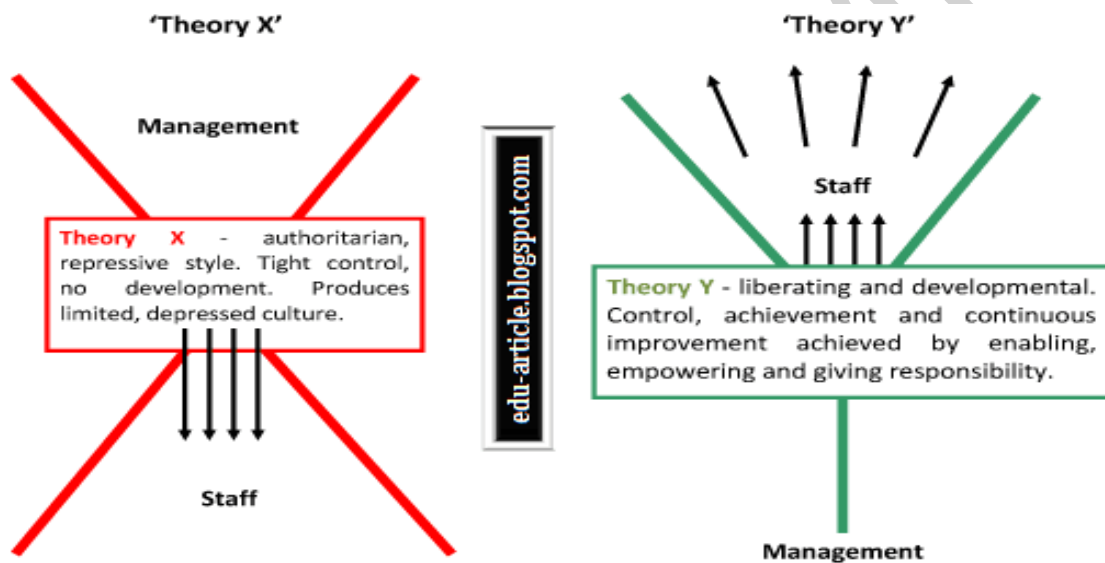 'Theory X'
Management
Theory X - authoritarian,
repressive style. Tight control,
no development. Produces
limited, depressed culture.
Staff
edu-article.blogspot.com
'Theory Y'
Staff
Theory Y - liberating and developmental.
Control, achievement and continuous
improvement achieved by enabling,
empowering and giving responsibility.
Management